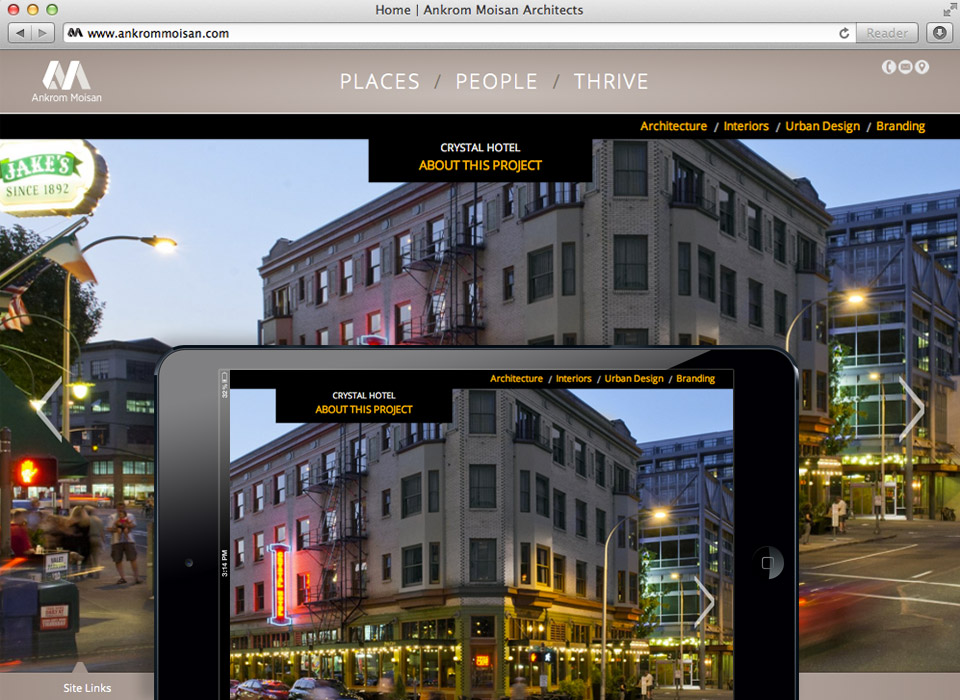 Home | Ankrom Moisan Architects
www.ankrommoisan.com
Reader
Ankrom Moisan
PLACES / PEOPLE / THRIVE
Architecture / Interiors / Urban Design / Branding
CRYSTAL HOTEL
ABOUT THIS PROJECT
JAKE'S
SINCE 1892
32%
Architecture / Interiors / Urban Design / Branding
CRYSTAL HOTEL
ABOUT THIS PROJECT
3:14 PM
Site Links